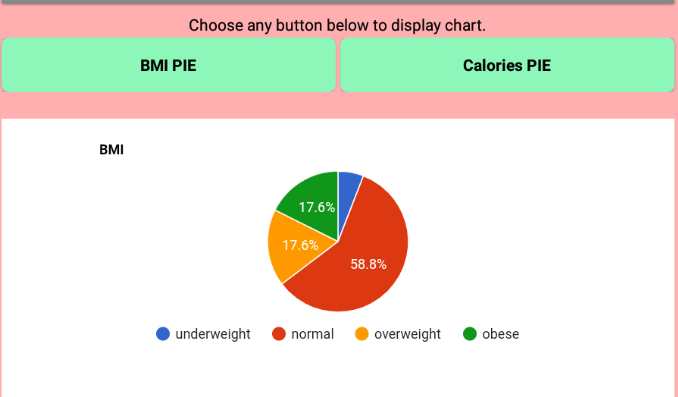 Choose any button below to display chart.
BMI PIE Calories PIE
BMI
17.6%
17.6%
58.8%
underweight normal overweight obese